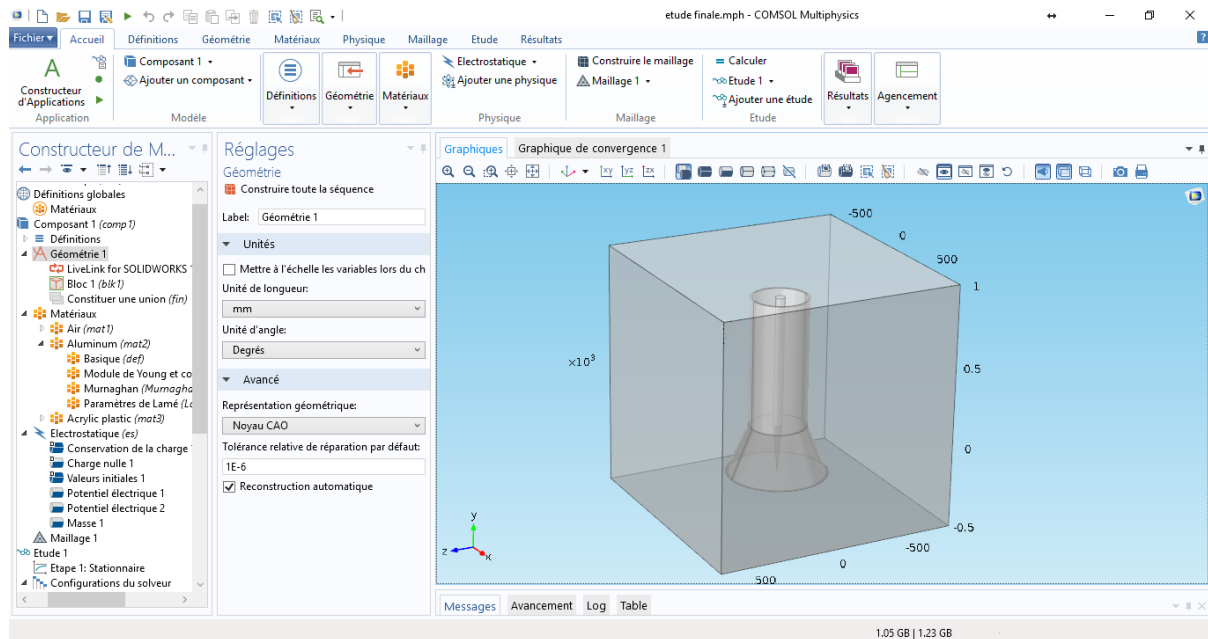 etude finale.mph - COMSOL Multiphysics
Fichier Accueil Définitions Géométrie Matériaux Physique Maillage Etude Résultats
Constructeur d'Applications
Application
Composant 1
Ajouter un composant
Modèle
Définitions
Géométrie
Matériaux
Electrostatique
Ajouter une physique
Physique
Construire le maillage
Maillage 1
Maillage
Calculer
Etude 1
Ajouter une étude
Etude
Résultats
Agencement
Constructeur de M...
Définitions globales
Matériaux
Composant 1 (comp1)
Définitions
Géométrie 1
LiveLink for SOLIDWORKS
Bloc 1 (blk1)
Constituer une union (fin)
Matériaux
Air (mat1)
Aluminum (mat2)
Basique (def)
Module de Young et co
Murnaghan (Murnagha
Paramètres de Lamé (Lo
Acrylic plastic (mat3)
Electrostatique (es)
Conservation de la charge
Charge nulle 1
Valeurs initiales 1
Potentiel électrique 1
Potentiel électrique 2
Masse 1
Maillage 1
Etude 1
Etape 1: Stationnaire
Configurations du solveur
Réglages
Géométrie
Construire toute la séquence
Label: Géométrie 1
Unités
Mettre à l'échelle les variables lors du ch
Unité de longueur:
mm
Unité d'angle:
Degrés
Avancé
Représentation géométrique:
Noyau CAO
Tolérance relative de réparation par défaut:
1E-6
Reconstruction automatique
Graphiques Graphique de convergence 1
xy yz zx
-500
0
500
1
×10³
0.5
0
-0.5
-500
0
500
y
z
x
Messages Avancement Log Table
1.05 GB | 1.23 GB